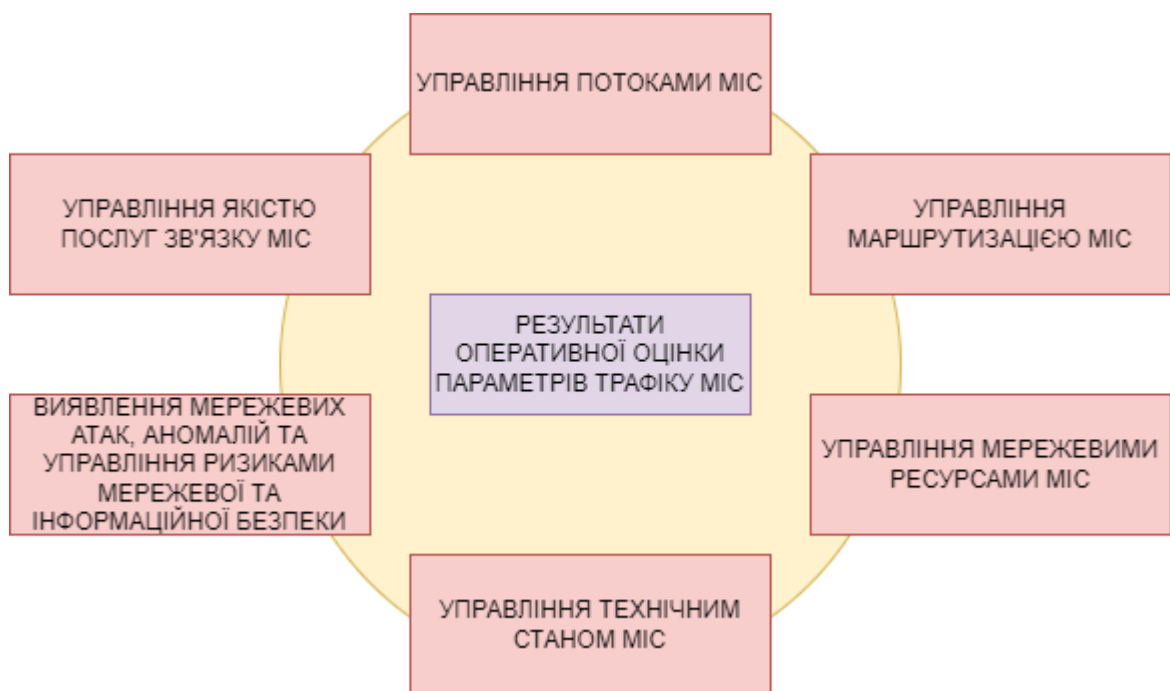 УПРАВЛІННЯ ПОТОКАМИ МІС
УПРАВЛІННЯ ЯКІСТЮ
ПОСЛУГ ЗВ'ЯЗКУ МІС
УПРАВЛІННЯ
МАРШРУТИЗАЦІЄЮ МІС
РЕЗУЛЬТАТИ
ОПЕРАТИВНОЇ ОЦІНКИ
ПАРАМЕТРІВ ТРАФІКУ МІС
ВИЯВЛЕННЯ МЕРЕЖЕВИХ
АТАК, АНОМАЛІЙ ТА
УПРАВЛІННЯ РИЗИКАМИ
МЕРЕЖЕВОЇ ТА
ІНФОРМАЦІЙНОЇ БЕЗПЕКИ
УПРАВЛІННЯ МЕРЕЖЕВИМИ
РЕСУРСАМИ МІС
УПРАВЛІННЯ ТЕХНІЧНИМ
СТАНОМ МІС